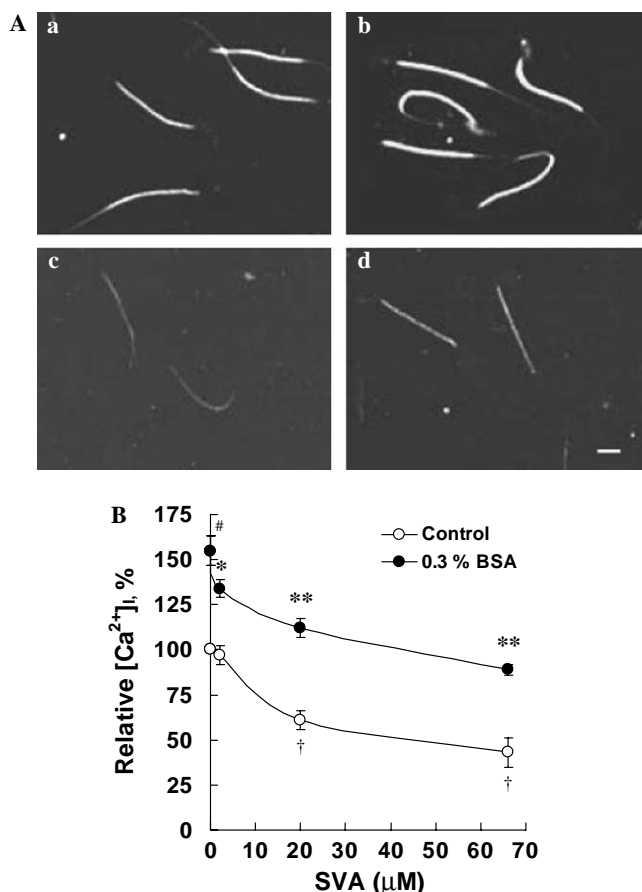 A
a
b
c
d
B
175
150
125
100
75
50
25
0
Relative [Ca²⁺]ᵢ, %
#
*
**
**
†
†
Control
0.3 % BSA
0 10 20 30 40 50 60 70
SVA (μM)